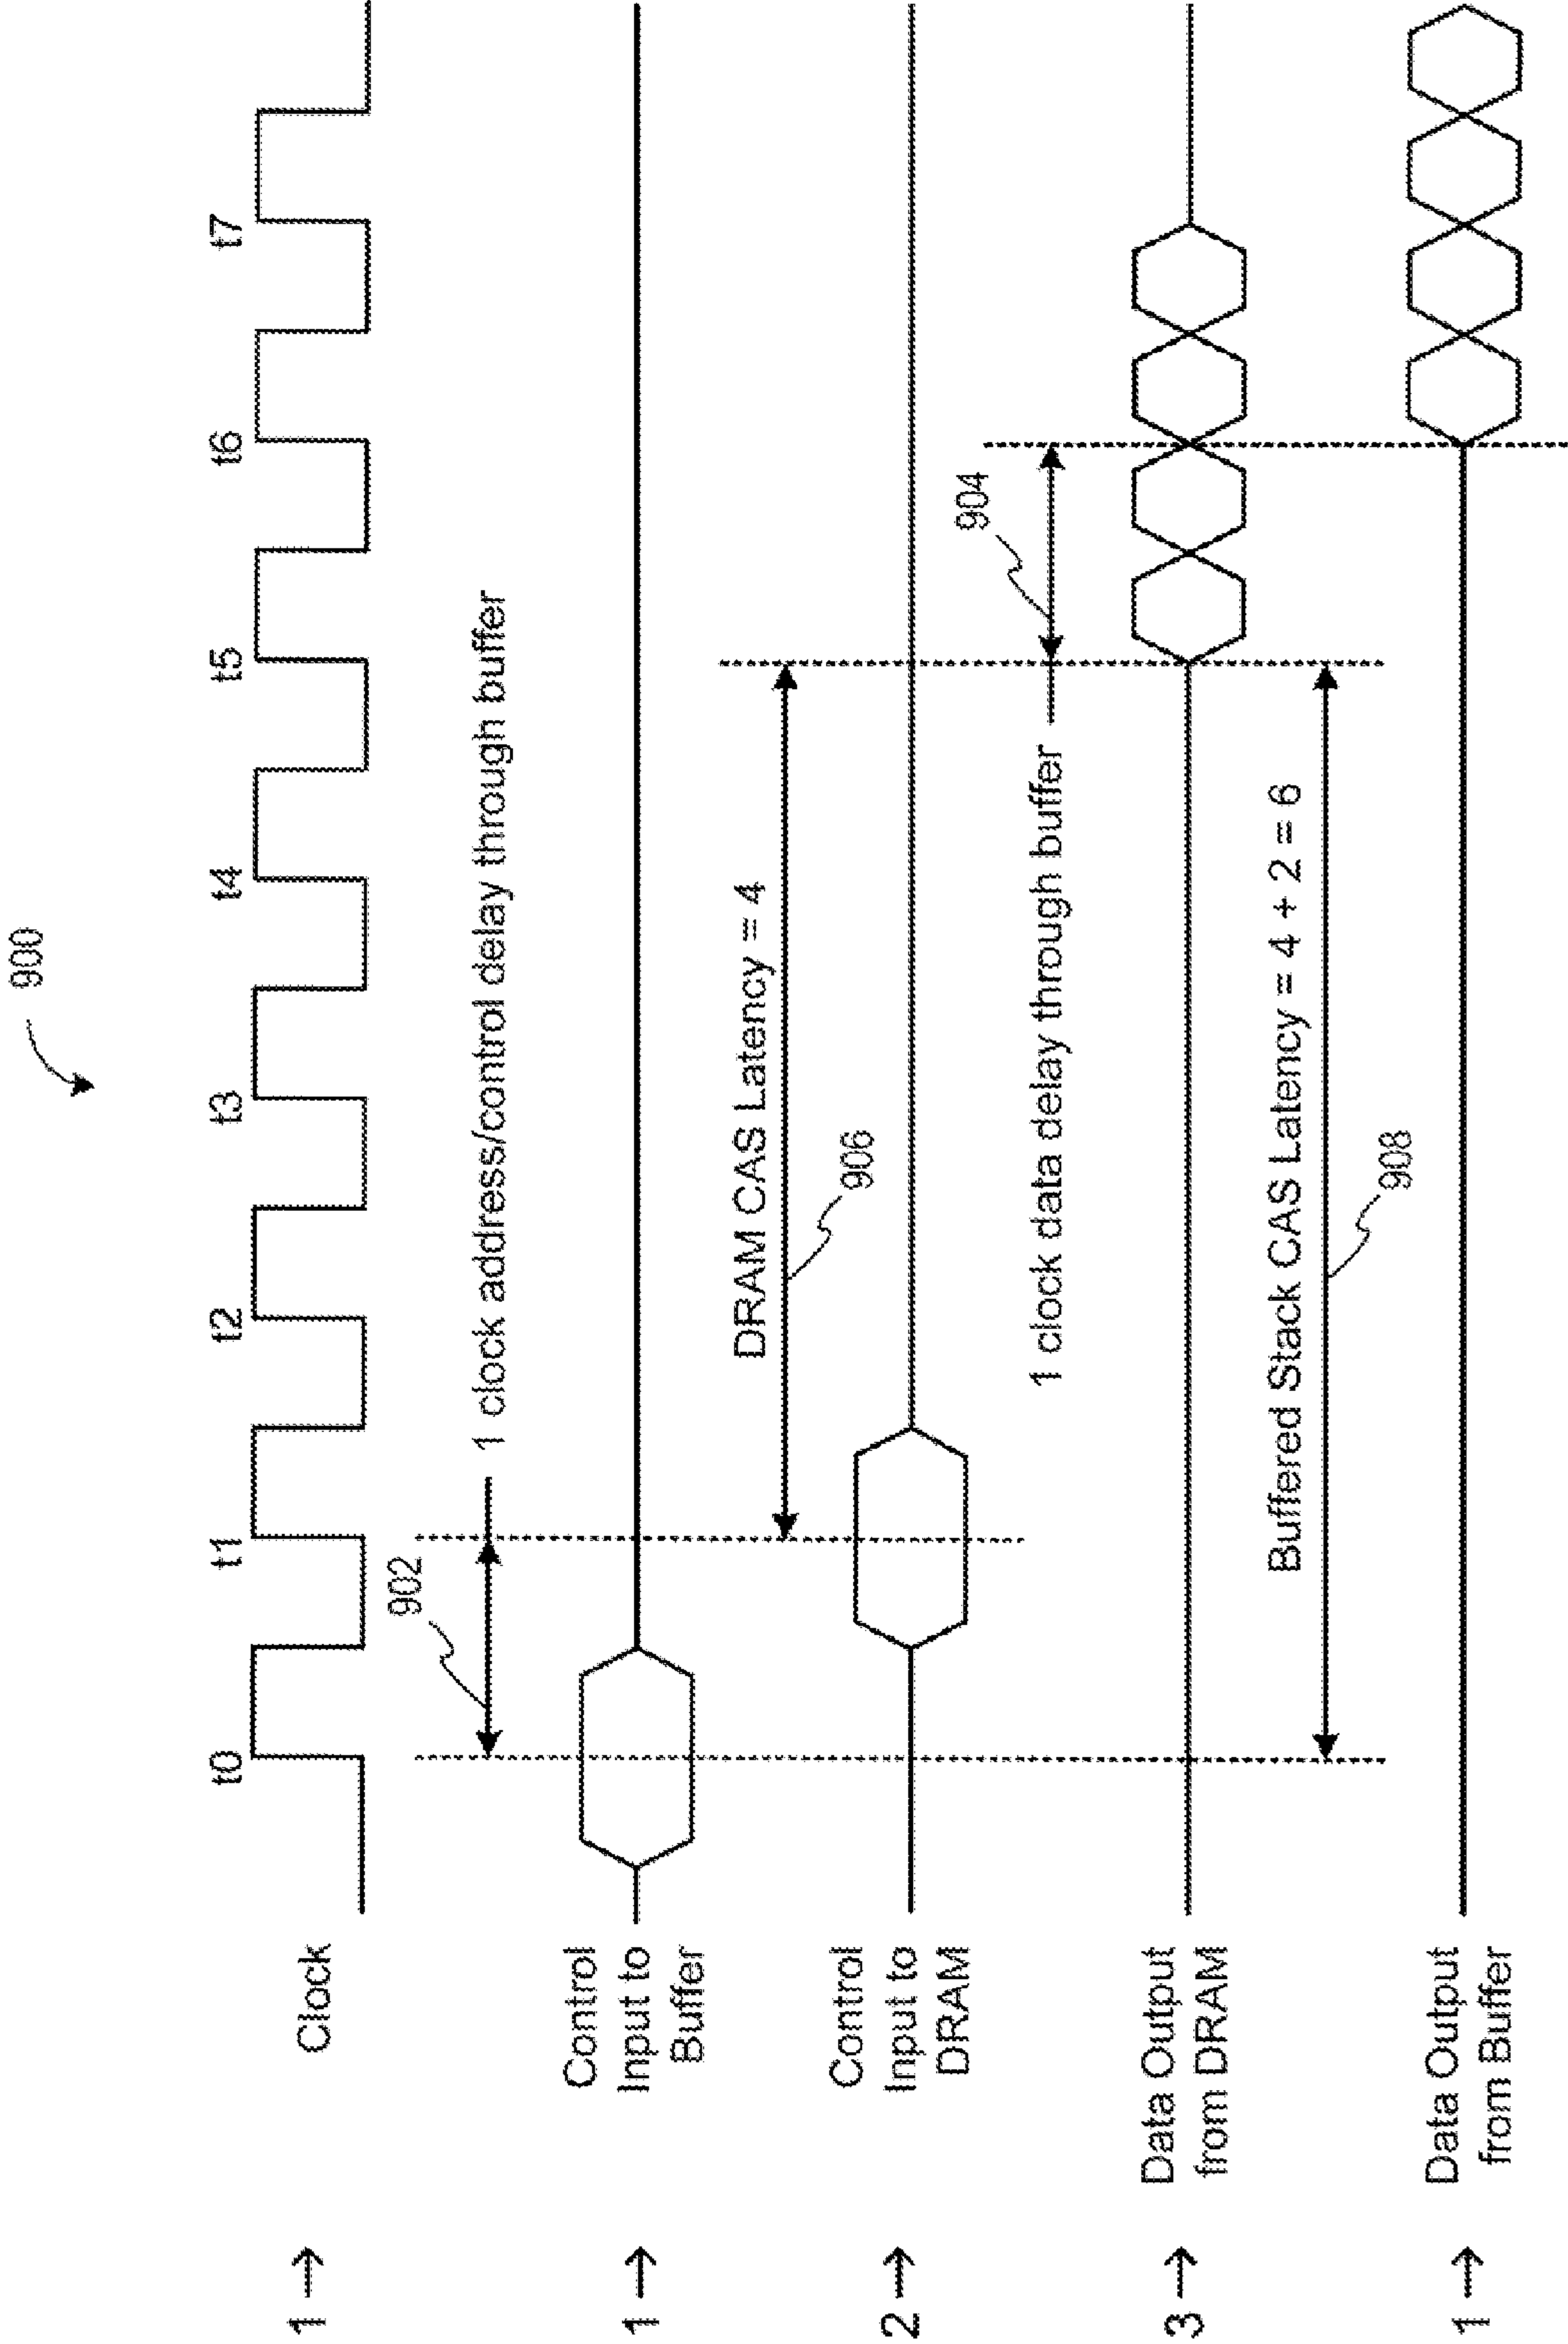 900
t0 t1 t2 t3 t4 t5 t6 t7
1 → Clock
902
1 clock address/control delay through buffer
1 → Control
Input to
Buffer
DRAM CAS Latency = 4
906
2 → Control
Input to
DRAM
904
1 clock data delay through buffer
3 → Data Output
from DRAM
Buffered Stack CAS Latency = 4 + 2 = 6
908
1 → Data Output
from Buffer